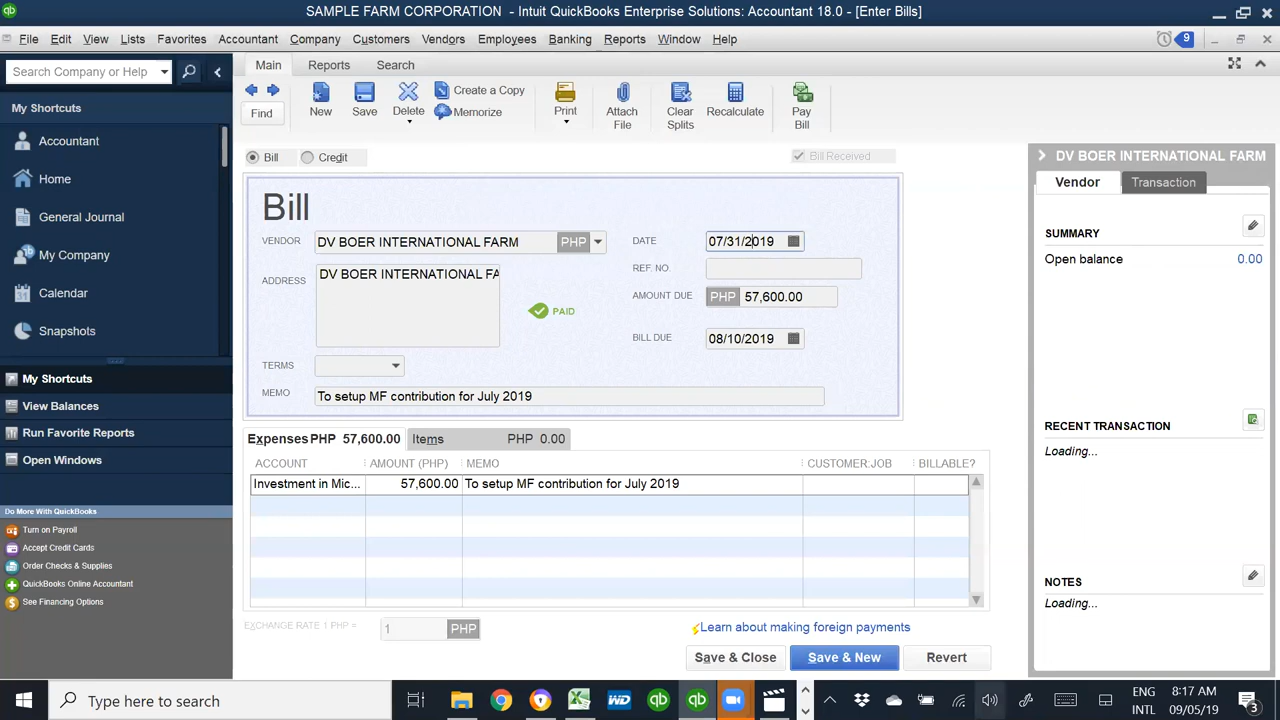 SAMPLE FARM CORPORATION - Intuit QuickBooks Enterprise Solutions: Accountant 18.0 - [Enter Bills]
File Edit View Lists Favorites Accountant Company Customers Vendors Employees Banking Reports Window Help 9
Search Company or Help
My Shortcuts
Accountant
Home
General Journal
My Company
Calendar
Snapshots
My Shortcuts
View Balances
Run Favorite Reports
Open Windows
Do More With QuickBooks
Turn on Payroll
Accept Credit Cards
Order Checks & Supplies
QuickBooks Online Accountant
See Financing Options
Main Reports Search
Find
New
Save
Delete
Create a Copy
Memorize
Print
Attach File
Clear Splits
Recalculate
Pay Bill
Bill Credit Bill Received
Bill
VENDOR DV BOER INTERNATIONAL FARM PHP
DATE 07/31/2019
ADDRESS DV BOER INTERNATIONAL FA
REF. NO.
AMOUNT DUE PHP 57,600.00
PAID
BILL DUE 08/10/2019
TERMS
MEMO To setup MF contribution for July 2019
Expenses PHP 57,600.00 Items PHP 0.00
ACCOUNT AMOUNT (PHP) MEMO CUSTOMER:JOB BILLABLE?
Investment in Mic... 57,600.00 To setup MF contribution for July 2019
EXCHANGE RATE 1 PHP = 1 PHP
Learn about making foreign payments
Save & Close Save & New Revert
DV BOER INTERNATIONAL FARM
Vendor Transaction
SUMMARY
Open balance 0.00
RECENT TRANSACTION
Loading...
NOTES
Loading...
Type here to search
ENG
INTL
8:17 AM
09/05/19
3